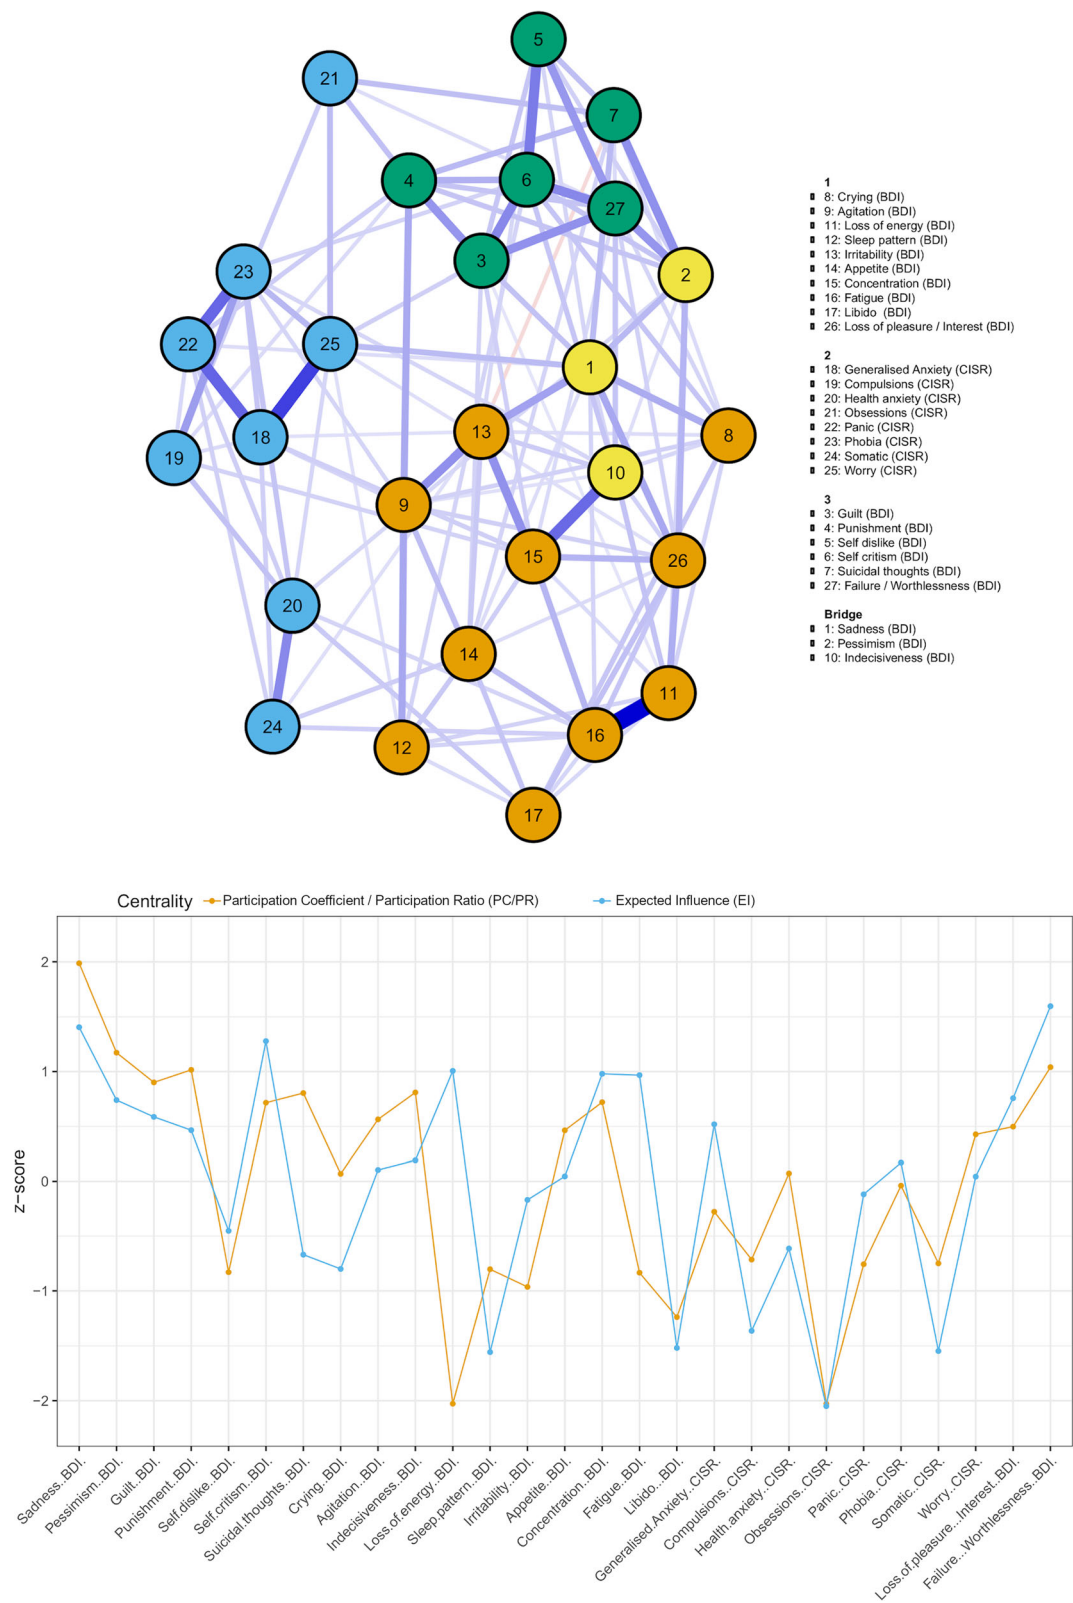 5
21
7
4
6
27
3
23
2
22
25
1
13
8
18
19
10
9
15
26
20
14
11
24
16
12
17
1
8: Crying (BDI)
9: Agitation (BDI)
11: Loss of energy (BDI)
12: Sleep pattern (BDI)
13: Irritability (BDI)
14: Appetite (BDI)
15: Concentration (BDI)
16: Fatigue (BDI)
17: Libido (BDI)
26: Loss of pleasure / Interest (BDI)
2
18: Generalised Anxiety (CISR)
19: Compulsions (CISR)
20: Health anxiety (CISR)
21: Obsessions (CISR)
22: Panic (CISR)
23: Phobia (CISR)
24: Somatic (CISR)
25: Worry (CISR)
3
3: Guilt (BDI)
4: Punishment (BDI)
5: Self dislike (BDI)
6: Self critism (BDI)
7: Suicidal thoughts (BDI)
27: Failure / Worthlessness (BDI)
Bridge
1: Sadness (BDI)
2: Pessimism (BDI)
10: Indecisiveness (BDI)
Centrality Participation Coefficient / Participation Ratio (PC/PR) Expected Influence (EI)
z−score
2
1
0
−1
−2
Sadness..BDI.
Pessimism..BDI.
Guilt..BDI.
Punishment..BDI.
Self.dislike..BDI.
Self.critism..BDI.
Suicidal.thoughts..BDI.
Crying..BDI.
Agitation..BDI.
Indecisiveness..BDI.
Loss.of.energy..BDI.
Sleep.pattern..BDI.
Irritability..BDI.
Appetite..BDI.
Concentration..BDI.
Fatigue..BDI.
Libido...BDI.
Generalised.Anxiety..CISR.
Compulsions..CISR.
Health.anxiety..CISR.
Obsessions..CISR.
Panic..CISR.
Phobia..CISR.
Somatic..CISR.
Worry..CISR.
Loss.of.pleasure...Interest..BDI.
Failure...Worthlessness..BDI.